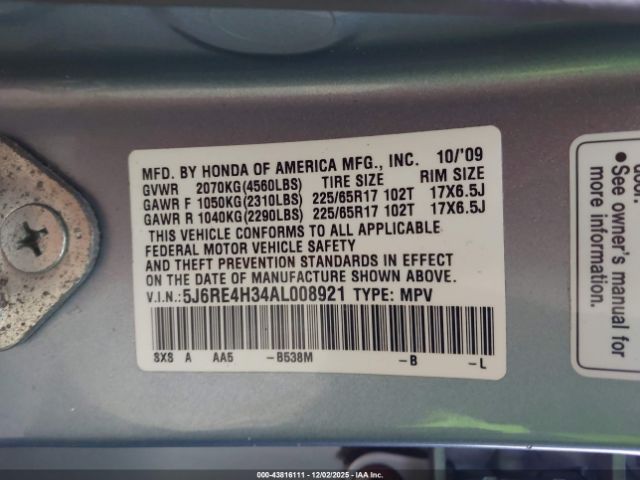 MFD. BY HONDA OF AMERICA MFG., INC. 10/'09
GVWR 2070KG(4560LBS) TIRE SIZE RIM SIZE
GAWR F 1050KG(2310LBS) 225/65R17 102T 17X6.5J
GAWR R 1040KG(2290LBS) 225/65R17 102T 17X6.5J
THIS VEHICLE CONFORMS TO ALL APPLICABLE
FEDERAL MOTOR VEHICLE SAFETY
AND THEFT PREVENTION STANDARDS IN EFFECT
ON THE DATE OF MANUFACTURE SHOWN ABOVE.
V.I.N.: 5J6RE4H34AL008921 TYPE: MPV
SXS A AA5 -B538M -B -L
door.
• See owner's
manual for
information.
000-43816111 - 12/02/2025 - IAA Inc.